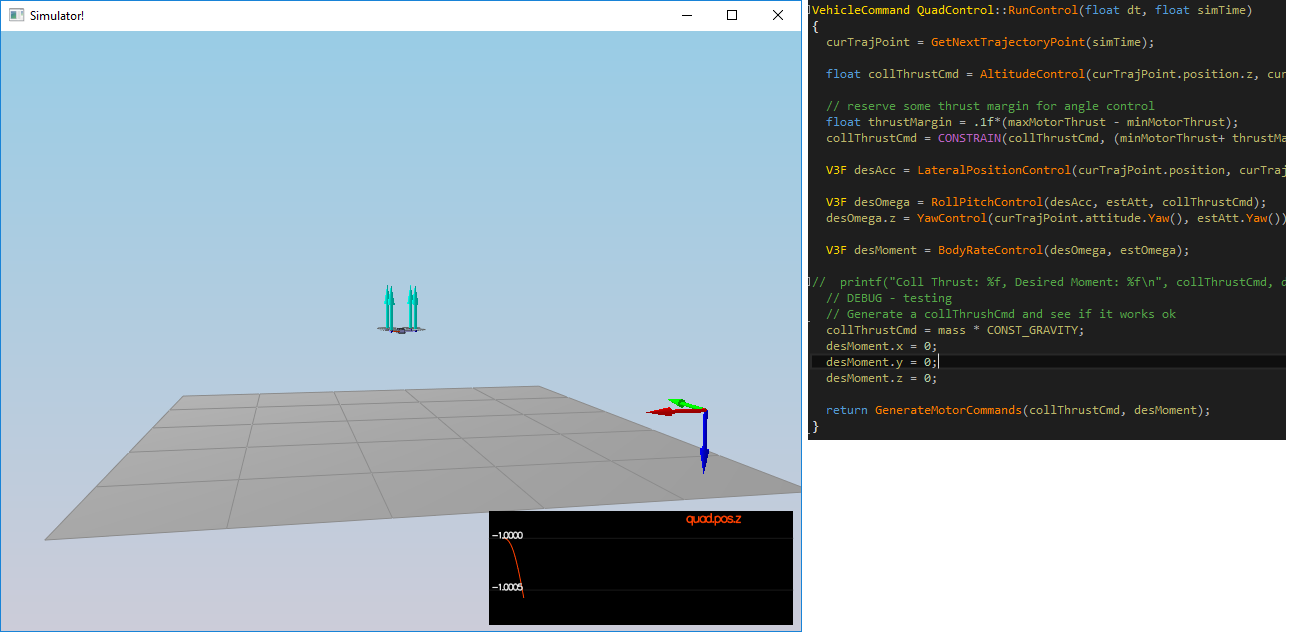 Simulator!
quad.pos.z
-1.0000
-1.0005
VehicleCommand QuadControl::RunControl(float dt, float simTime)
{
curTrajPoint = GetNextTrajectoryPoint(simTime);
float collThrustCmd = AltitudeControl(curTrajPoint.position.z, cur
// reserve some thrust margin for angle control
float thrustMargin = .1f*(maxMotorThrust - minMotorThrust);
collThrustCmd = CONSTRAIN(collThrustCmd, (minMotorThrust+ thrustMa
V3F desAcc = LateralPositionControl(curTrajPoint.position, curTraj
V3F desOmega = RollPitchControl(desAcc, estAtt, collThrustCmd);
desOmega.z = YawControl(curTrajPoint.attitude.Yaw(), estAtt.Yaw())
V3F desMoment = BodyRateControl(desOmega, estOmega);
//  printf("Coll Thrust: %f, Desired Moment: %f\n", collThrustCmd, d
// DEBUG - testing
// Generate a collThrushCmd and see if it works ok
collThrustCmd = mass * CONST_GRAVITY;
desMoment.x = 0;
desMoment.y = 0;
desMoment.z = 0;
return GenerateMotorCommands(collThrustCmd, desMoment);
}